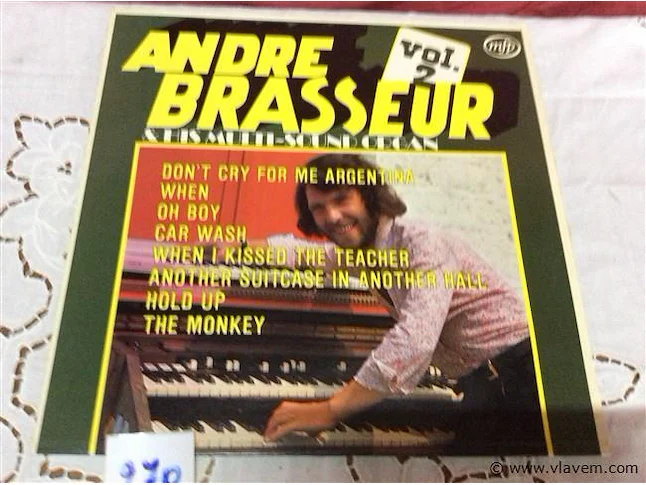 ANDRE
BRASSEUR
vol.
2
mfp
& HIS MULTI-SOUND ORGAN
DON'T CRY FOR ME ARGENTINA
WHEN
OH BOY
CAR WASH
WHEN I KISSED THE TEACHER
ANOTHER SUITCASE IN ANOTHER HALL
HOLD UP
THE MONKEY
970
© www.vlavem.com